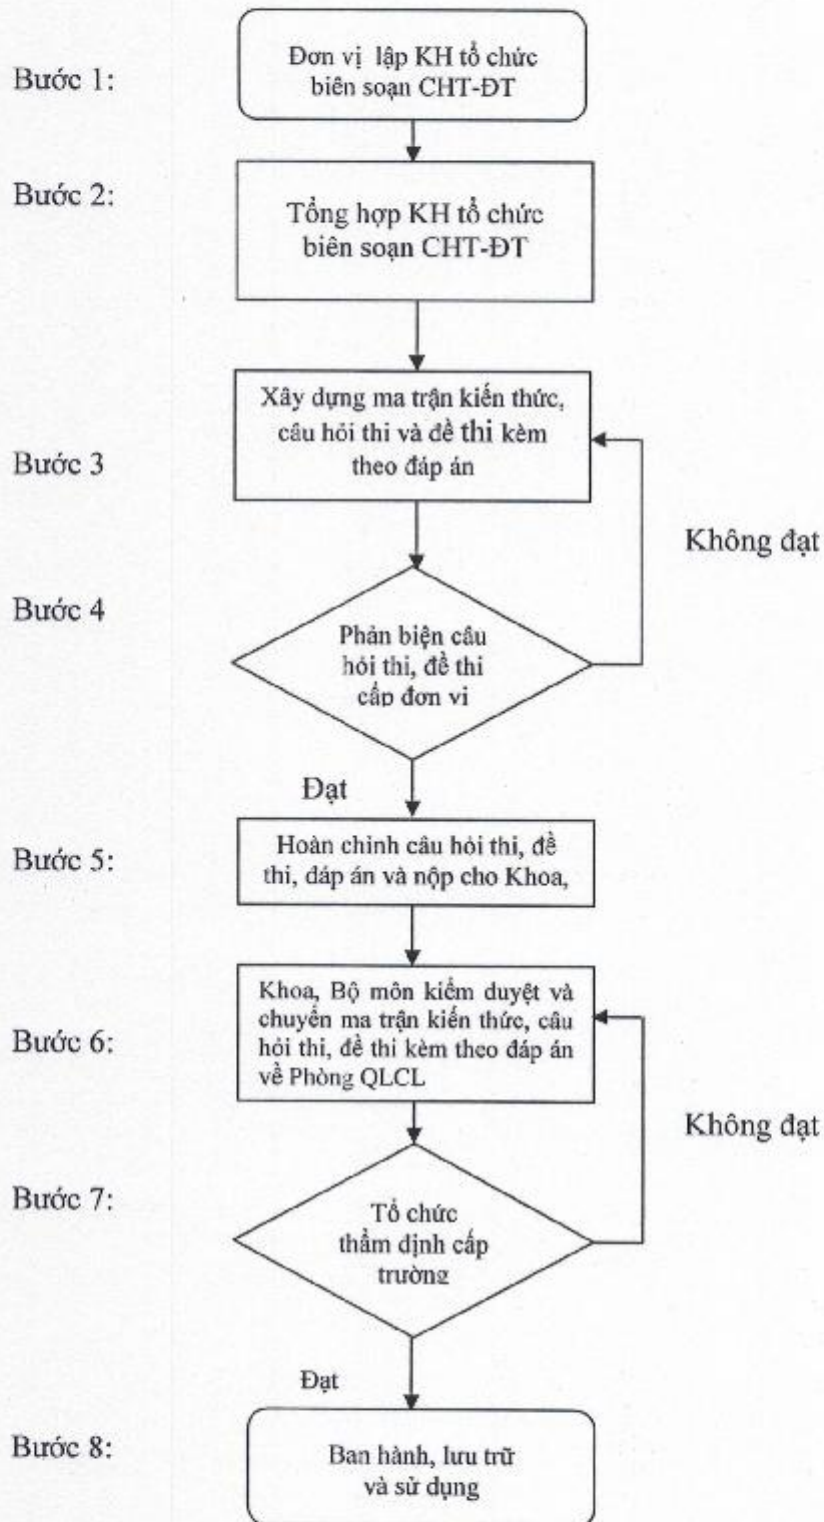 Bước 1:
Đơn vị lập KH tổ chức
biên soạn CHT-ĐT
Bước 2:
Tổng hợp KH tổ chức
biên soạn CHT-ĐT
Xây dựng ma trận kiến thức,
câu hỏi thi và đề thi kèm
theo đáp án
Bước 3
Không đạt
Bước 4
Phản biện câu
hỏi thi, đề thi
cấp đơn vị
Đạt
Bước 5:
Hoàn chỉnh câu hỏi thi, đề
thi, đáp án và nộp cho Khoa,
Bước 6:
Khoa, Bộ môn kiểm duyệt và
chuyển ma trận kiến thức, câu
hỏi thi, đề thi kèm theo đáp án
về Phòng QLCL
Không đạt
Bước 7:
Tổ chức
thẩm định cấp
trường
Đạt
Bước 8:
Ban hành, lưu trữ
và sử dụng